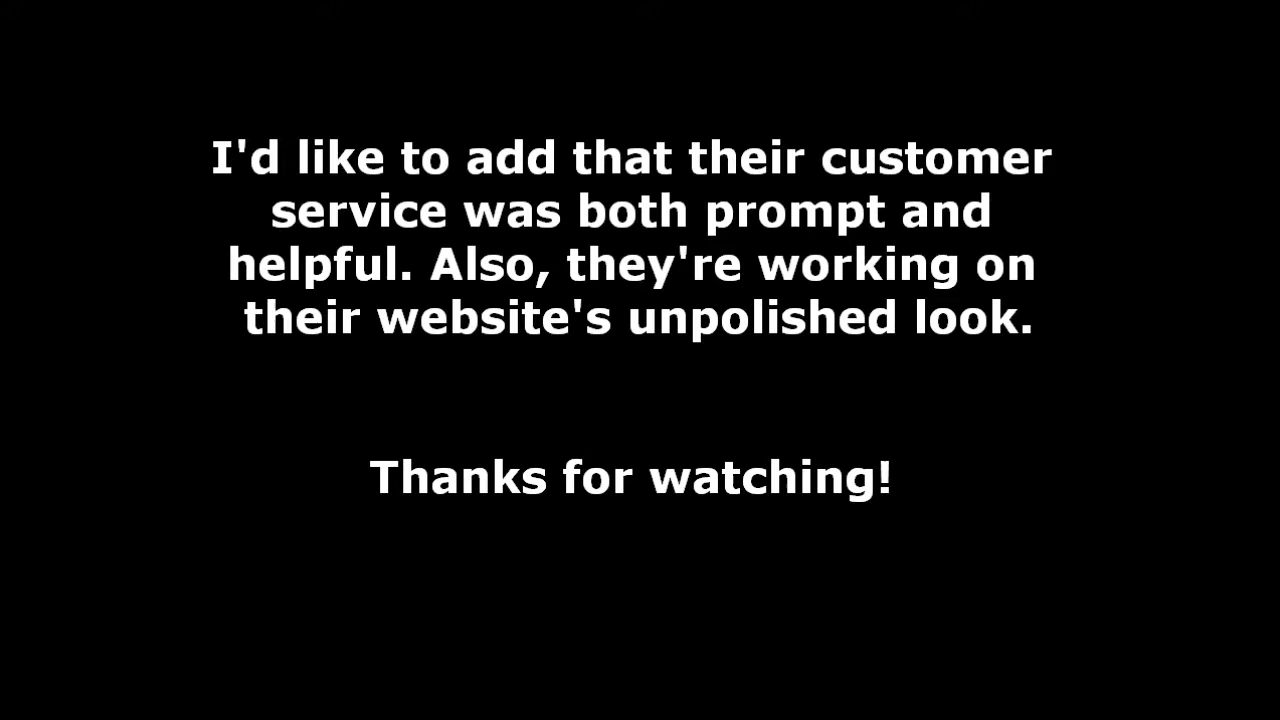 I'd like to add that their customer
service was both prompt and
helpful. Also, they're working on
their website's unpolished look.
Thanks for watching!